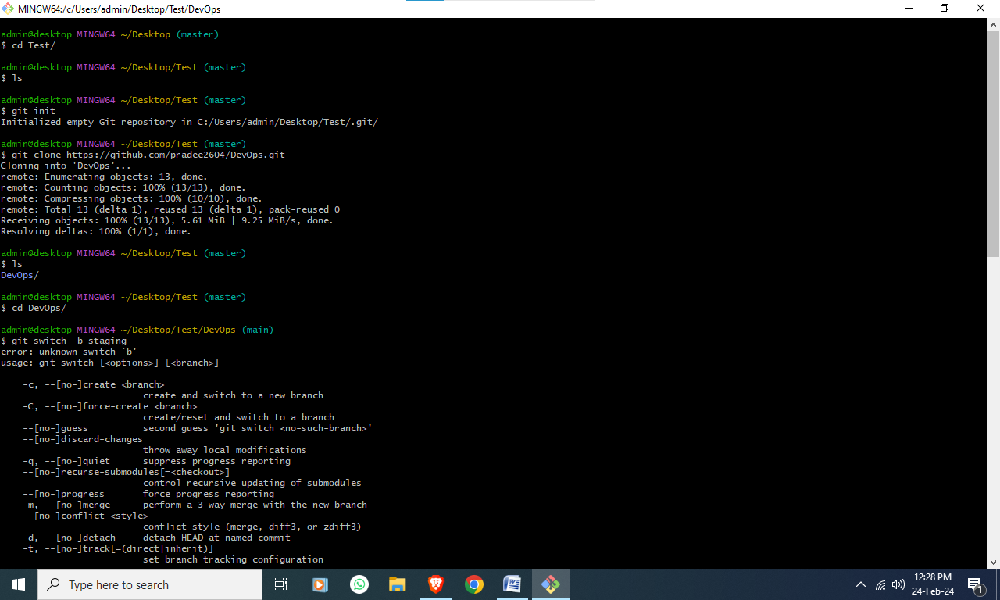 MINGW64:/c/Users/admin/Desktop/Test/DevOps
admin@desktop MINGW64 ~/Desktop (master)
$ cd Test/
admin@desktop MINGW64 ~/Desktop/Test (master)
$ ls
admin@desktop MINGW64 ~/Desktop/Test (master)
$ git init
Initialized empty Git repository in C:/Users/admin/Desktop/Test/.git/
admin@desktop MINGW64 ~/Desktop/Test (master)
$ git clone https://github.com/pradee2604/DevOps.git
Cloning into 'DevOps'...
remote: Enumerating objects: 13, done.
remote: Counting objects: 100% (13/13), done.
remote: Compressing objects: 100% (10/10), done.
remote: Total 13 (delta 1), reused 13 (delta 1), pack-reused 0
Receiving objects: 100% (13/13), 5.61 MiB | 9.25 MiB/s, done.
Resolving deltas: 100% (1/1), done.
admin@desktop MINGW64 ~/Desktop/Test (master)
$ ls
DevOps/
admin@desktop MINGW64 ~/Desktop/Test (master)
$ cd DevOps/
admin@desktop MINGW64 ~/Desktop/Test/DevOps (main)
$ git switch -b staging
error: unknown switch `b'
usage: git switch [<options>] [<branch>]
-c, --[no-]create <branch>
create and switch to a new branch
-C, --[no-]force-create <branch>
create/reset and switch to a branch
--[no-]guess second guess 'git switch <no-such-branch>'
--[no-]discard-changes
throw away local modifications
-q, --[no-]quiet suppress progress reporting
--[no-]recurse-submodules[=<checkout>]
control recursive updating of submodules
--[no-]progress force progress reporting
-m, --[no-]merge perform a 3-way merge with the new branch
--[no-]conflict <style>
conflict style (merge, diff3, or zdiff3)
-d, --[no-]detach detach HEAD at named commit
-t, --[no-]track[=(direct|inherit)]
set branch tracking configuration
Type here to search
12:28 PM
24-Feb-24
1